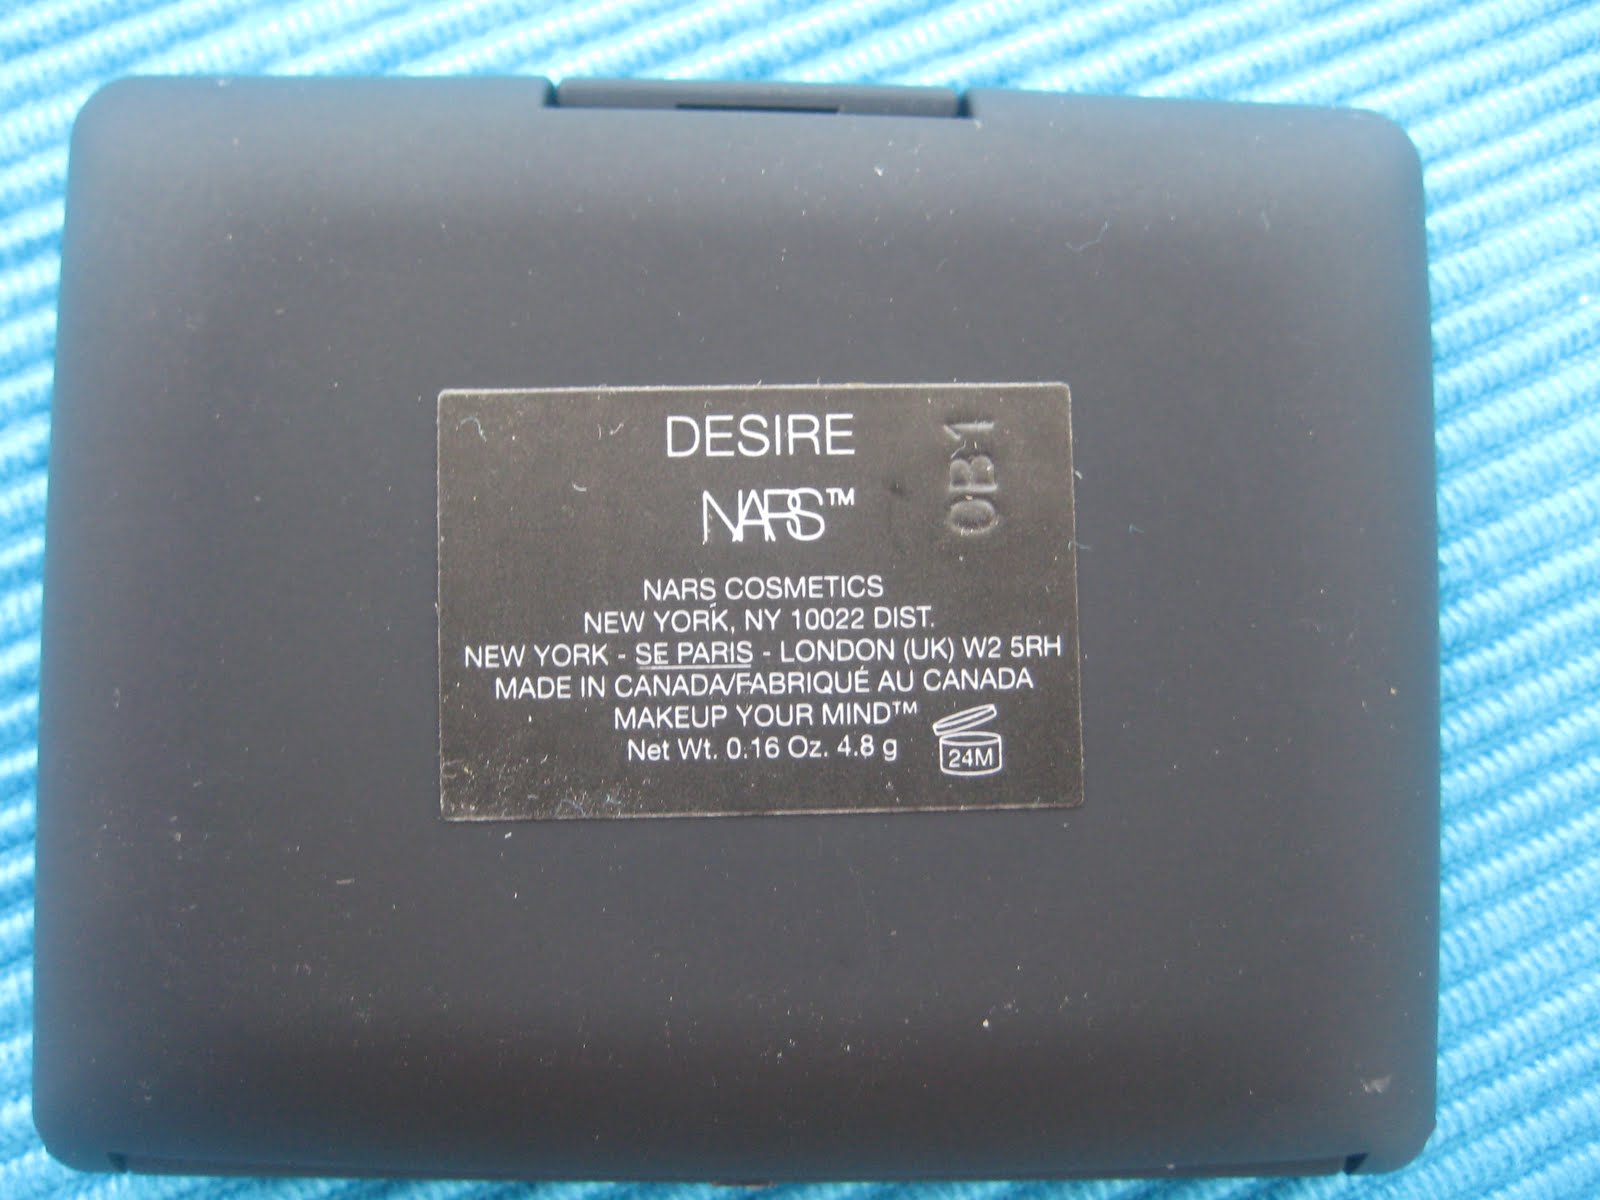 DESIRE
0B1
NARS™
NARS COSMETICS
NEW YORK, NY 10022 DIST.
NEW YORK - SE PARIS - LONDON (UK) W2 5RH
MADE IN CANADA/FABRIQUÉ AU CANADA
MAKEUP YOUR MIND™
Net Wt. 0.16 Oz. 4.8 g
24M